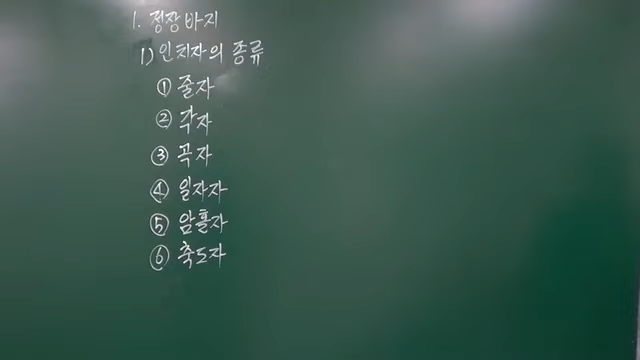 1. 정장바지
1) 인치자의 종류
① 줄자
② 각자
③ 곡자
④ 일자자
⑤ 암홀자
⑥ 축도자